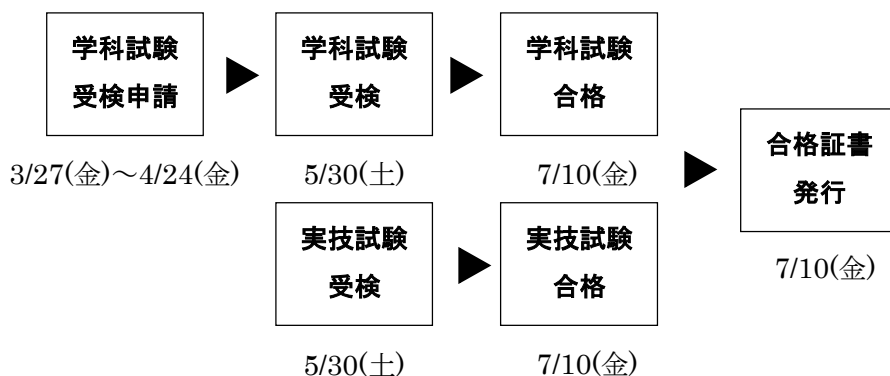 学科試験
受検申請
3/27(金)～4/24(金)
学科試験
受検
5/30(土)
学科試験
合格
7/10(金)
実技試験
受検
5/30(土)
実技試験
合格
7/10(金)
合格証書
発行
7/10(金)